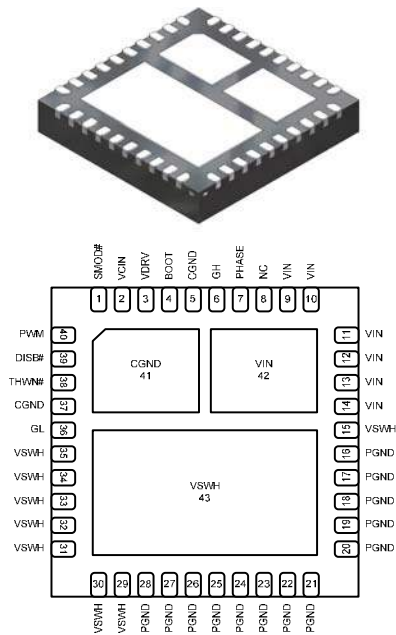 SMOD#
VCIN
VDRV
BOOT
CGND
GH
PHASE
NC
VIN
VIN
1 2 3 4 5 6 7 8 9 10
PWM 40
DISB# 39
THWN# 38
CGND 37
GL 36
VSWH 35
VSWH 34
VSWH 33
VSWH 32
VSWH 31
CGND
41
VIN
42
VSWH
43
11 VIN
12 VIN
13 VIN
14 VIN
15 VSWH
16 PGND
17 PGND
18 PGND
19 PGND
20 PGND
30 29 28 27 26 25 24 23 22 21
VSWH
VSWH
PGND
PGND
PGND
PGND
PGND
PGND
PGND
PGND